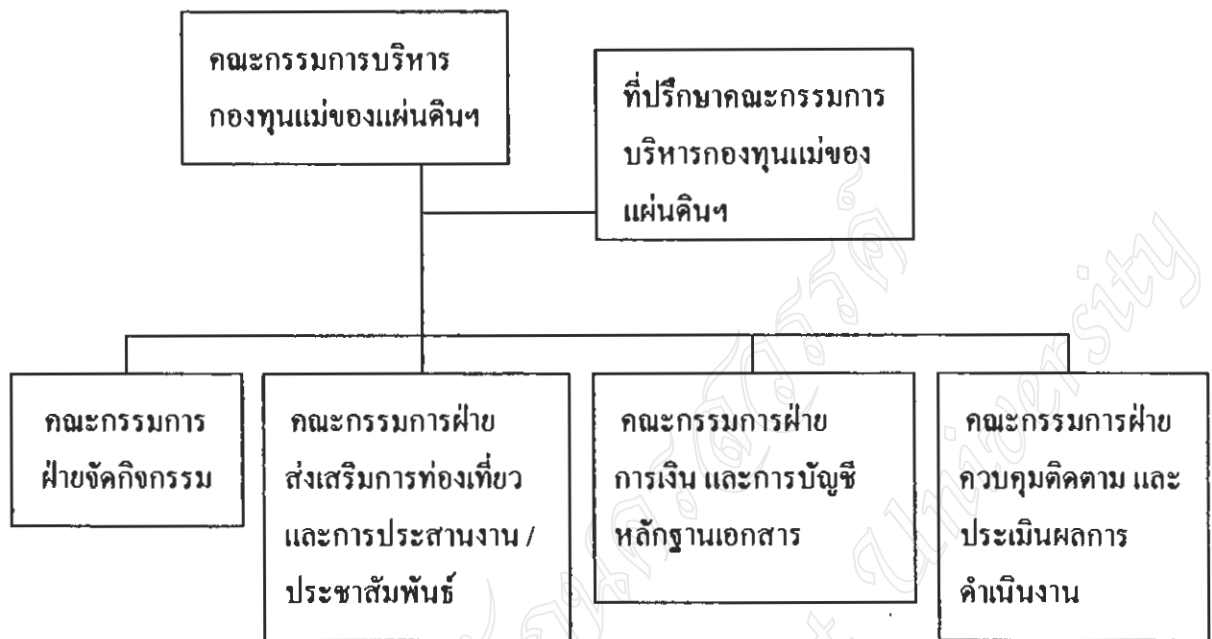 คณะกรรมการบริหาร
กองทุนแม่ของแผ่นดินฯ
ที่ปรึกษาคณะกรรมการ
บริหารกองทุนแม่ของ
แผ่นดินฯ
คณะกรรมการ
ฝ่ายจัดกิจกรรม
คณะกรรมการฝ่าย
ส่งเสริมการท่องเที่ยว
และการประสานงาน /
ประชาสัมพันธ์
คณะกรรมการฝ่าย
การเงิน และการบัญชี
หลักฐานเอกสาร
คณะกรรมการฝ่าย
ควบคุมติดตาม และ
ประเมินผลการ
ดำเนินงาน
University